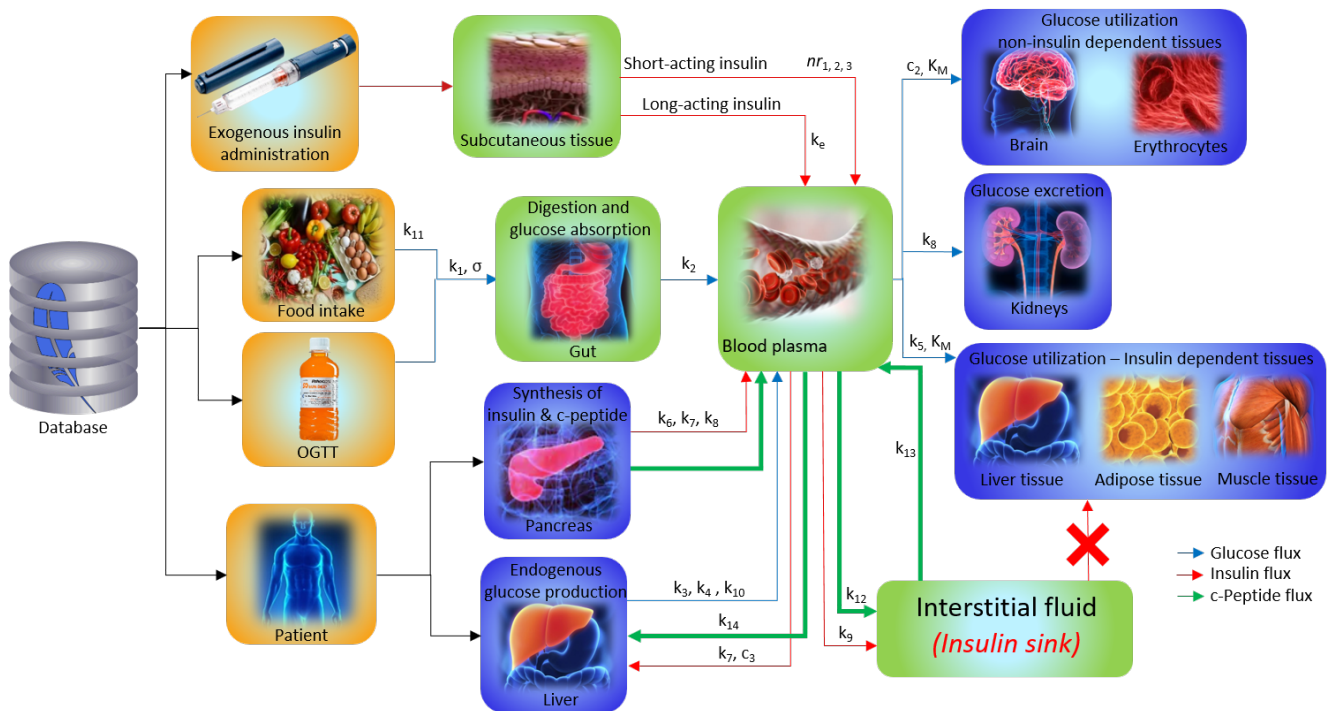 Exogenous insulin
administration
Subcutaneous tissue
Short-acting insulin
nr1, 2, 3
Long-acting insulin
ke
Glucose utilization
non-insulin dependent tissues
c2, KM
Brain
Erythrocytes
Food intake
k11
k1, σ
Digestion and
glucose absorption
Gut
k2
Blood plasma
Glucose excretion
k8
Kidneys
k5, KM
Glucose utilization – Insulin dependent tissues
Liver tissue
Adipose tissue
Muscle tissue
Database
OGTT
Synthesis of
insulin & c-peptide
Pancreas
k6, k7, k8
k13
Patient
Endogenous
glucose production
Liver
k3, k4 , k10
k14
k7, c3
k12
k9
Interstitial fluid
(Insulin sink)
Glucose flux
Insulin flux
c-Peptide flux